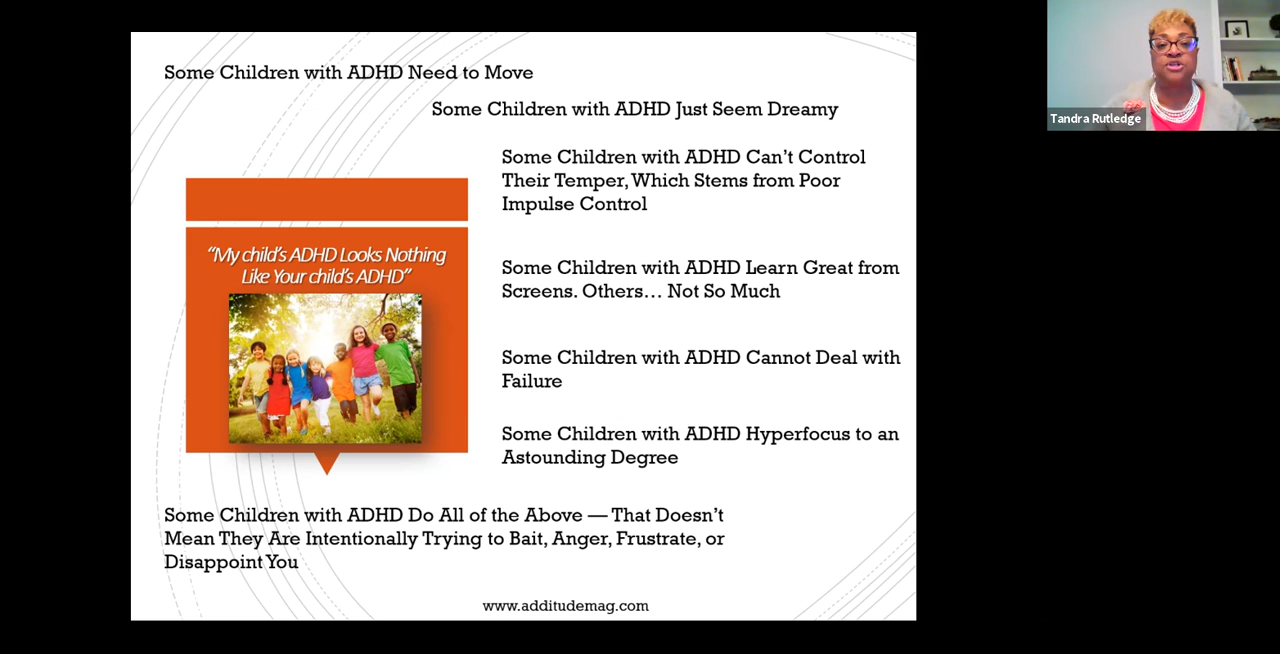 Some Children with ADHD Need to Move
Some Children with ADHD Just Seem Dreamy
Some Children with ADHD Can't Control
Their Temper, Which Stems from Poor
Impulse Control
Some Children with ADHD Learn Great from
Screens. Others… Not So Much
Some Children with ADHD Cannot Deal with
Failure
Some Children with ADHD Hyperfocus to an
Astounding Degree
"My child's ADHD Looks Nothing
Like Your child's ADHD"
Some Children with ADHD Do All of the Above — That Doesn't
Mean They Are Intentionally Trying to Bait, Anger, Frustrate, or
Disappoint You
www.additudemag.com
Tandra Rutledge